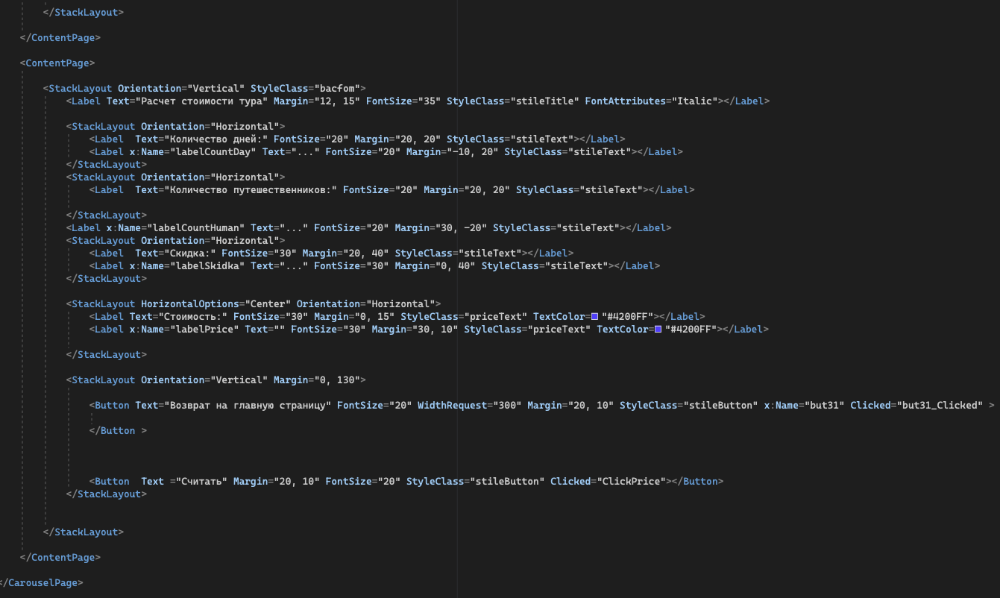 </StackLayout>
</ContentPage>
<ContentPage>
<StackLayout Orientation="Vertical" StyleClass="bacfom">
<Label Text="Расчет стоимости тура" Margin="12, 15" FontSize="35" StyleClass="stileTitle" FontAttributes="Italic"></Label>
<StackLayout Orientation="Horizontal">
<Label  Text="Количество дней:" FontSize="20" Margin="20, 20" StyleClass="stileText"></Label>
<Label x:Name="labelCountDay" Text="..." FontSize="20" Margin="-10, 20" StyleClass="stileText"></Label>
</StackLayout>
<StackLayout Orientation="Horizontal">
<Label  Text="Количество путешественников:" FontSize="20" Margin="20, 20" StyleClass="stileText"></Label>
</StackLayout>
<Label x:Name="labelCountHuman" Text="..." FontSize="20" Margin="30, -20" StyleClass="stileText"></Label>
<StackLayout Orientation="Horizontal">
<Label  Text="Скидка:" FontSize="30" Margin="20, 40" StyleClass="stileText"></Label>
<Label x:Name="labelSkidka" Text="..." FontSize="30" Margin="0, 40" StyleClass="stileText"></Label>
</StackLayout>
<StackLayout HorizontalOptions="Center" Orientation="Horizontal">
<Label Text="Стоимость:" FontSize="30" Margin="0, 15" StyleClass="priceText" TextColor="#4200FF"></Label>
<Label x:Name="labelPrice" Text="" FontSize="30" Margin="30, 10" StyleClass="priceText" TextColor="#4200FF"></Label>
</StackLayout>
<StackLayout Orientation="Vertical" Margin="0, 130">
<Button Text="Возврат на главную страницу" FontSize="20" WidthRequest="300" Margin="20, 10" StyleClass="stileButton" x:Name="but31" Clicked="but31_Clicked" >
</Button >
<Button  Text ="Считать" Margin="20, 10" FontSize="20" StyleClass="stileButton" Clicked="ClickPrice"></Button>
</StackLayout>
</StackLayout>
</ContentPage>
</CarouselPage>